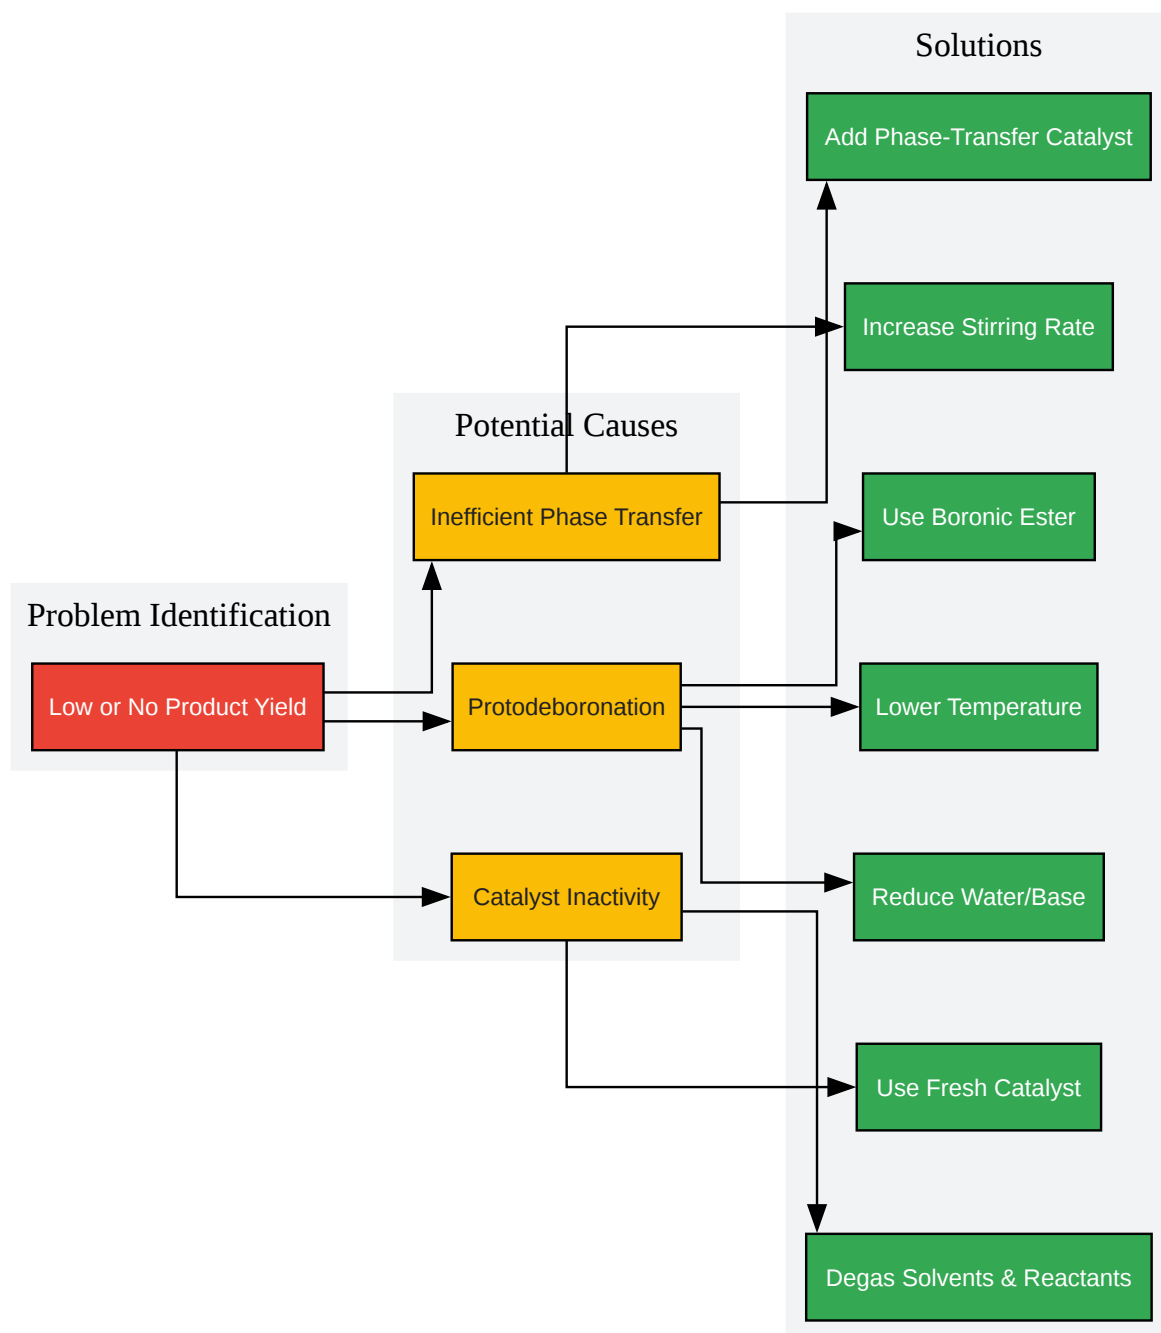 Solutions
Add Phase-Transfer Catalyst
Increase Stirring Rate
Potential Causes
Inefficient Phase Transfer
Use Boronic Ester
Problem Identification
Low or No Product Yield
Protodeboronation
Lower Temperature
Catalyst Inactivity
Reduce Water/Base
Use Fresh Catalyst
Degas Solvents & Reactants